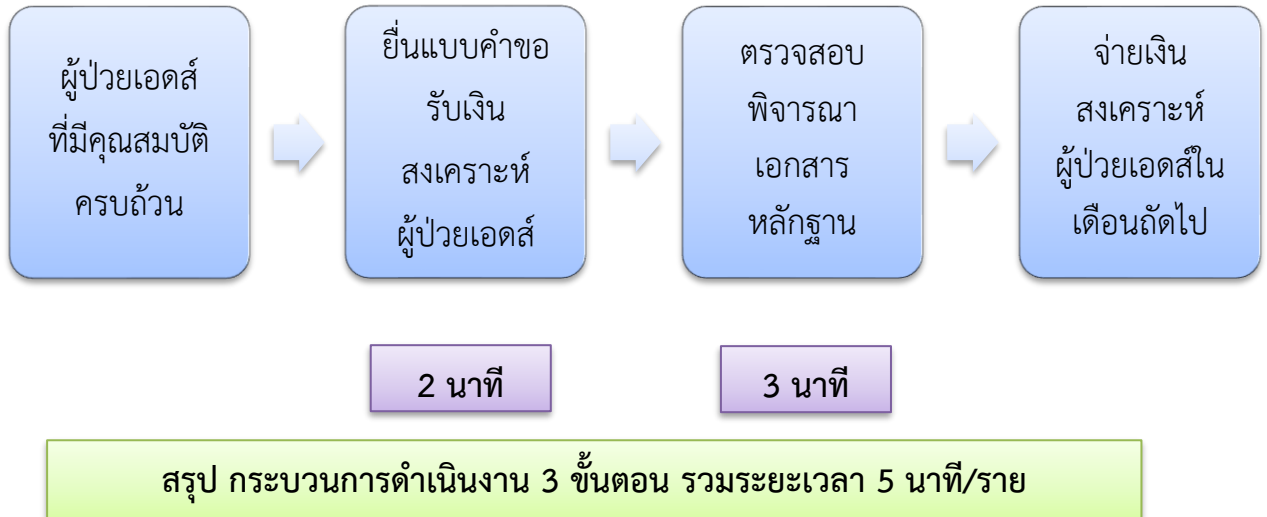 ผู้ป่วยเอดส์
ที่มีคุณสมบัติ
ครบถ้วน
ยื่นแบบคำขอ
รับเงิน
สงเคราะห์
ผู้ป่วยเอดส์
ตรวจสอบ
พิจารณา
เอกสาร
หลักฐาน
จ่ายเงิน
สงเคราะห์
ผู้ป่วยเอดส์ใน
เดือนถัดไป
2 นาที
3 นาที
สรุป กระบวนการดำเนินงาน 3 ขั้นตอน รวมระยะเวลา 5 นาที/ราย